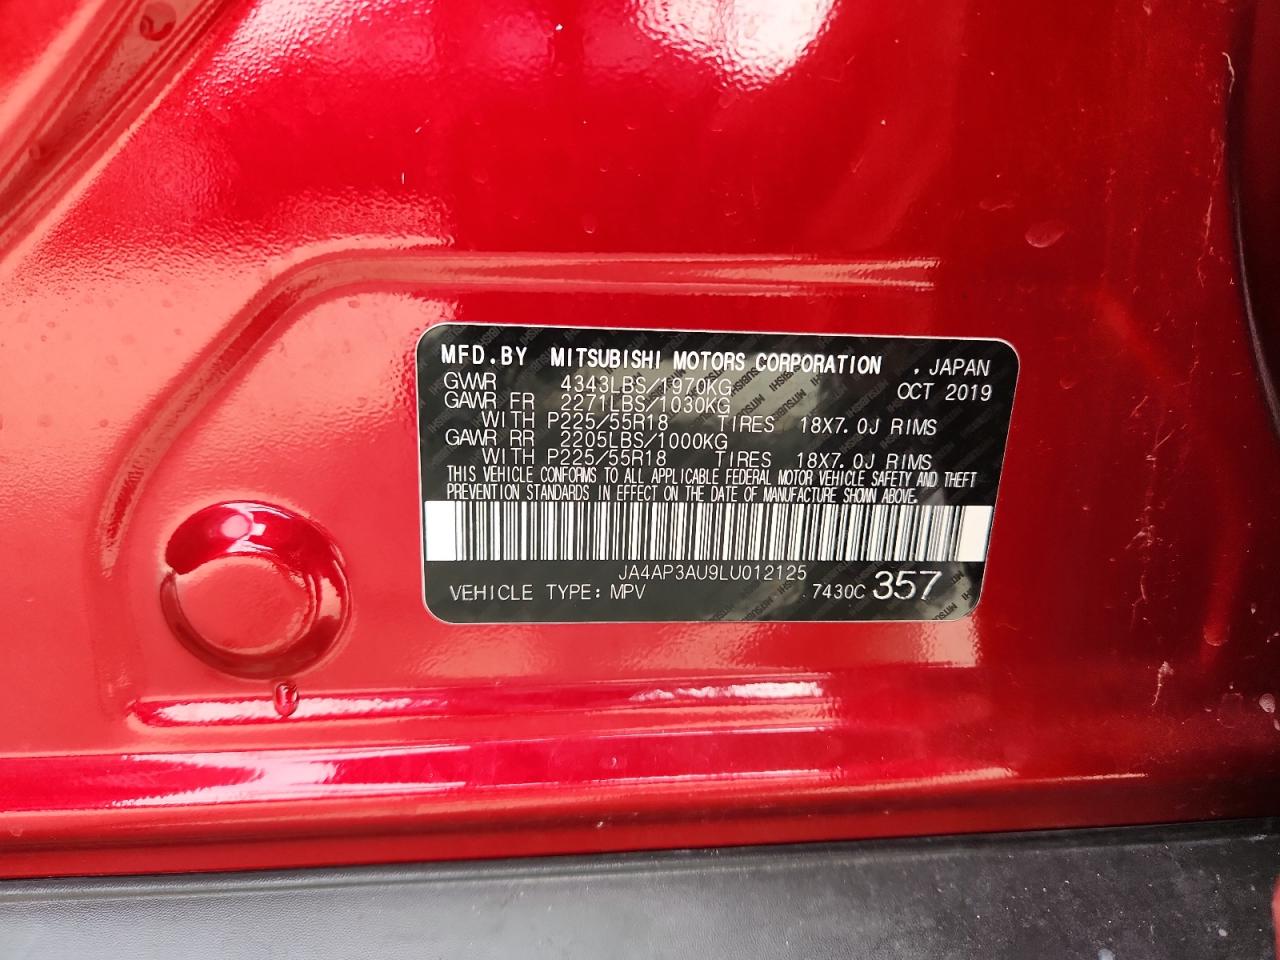 MFD.BY MITSUBISHI MOTORS CORPORATION , JAPAN
GVWR 4343LBS/1970KG OCT 2019
GAWR FR 2271LBS/1030KG
WITH P225/55R18 TIRES 18X7.0J RIMS
GAWR RR 2205LBS/1000KG
WITH P225/55R18 TIRES 18X7.0J RIMS
THIS VEHICLE CONFORMS TO ALL APPLICABLE FEDERAL MOTOR VEHICLE SAFETY AND THEFT
PREVENTION STANDARDS IN EFFECT ON THE DATE OF MANUFACTURE SHOWN ABOVE.
JA4AP3AU9LU012125
VEHICLE TYPE: MPV 7430C 357